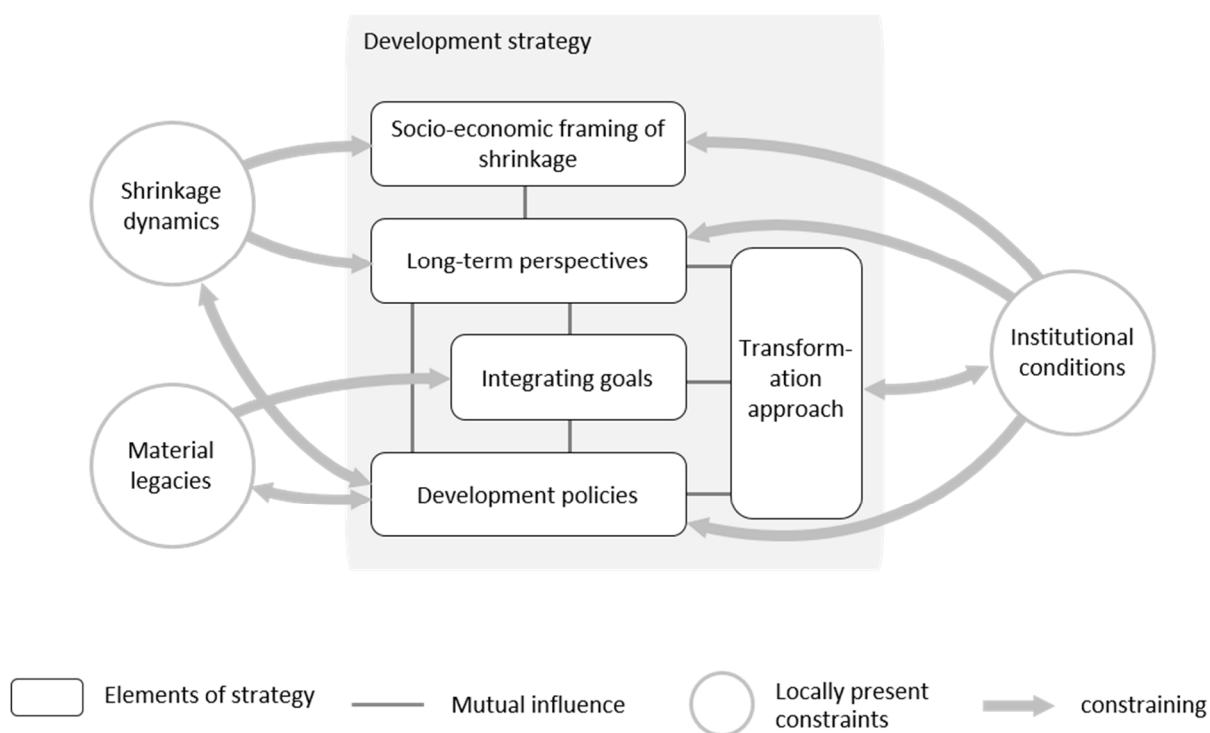 Development strategy
Socio-economic framing of
shrinkage
Shrinkage
dynamics
Long-term perspectives
Integrating goals
Transform-
ation
approach
Institutional
conditions
Material
legacies
Development policies
Elements of strategy
Mutual influence
Locally present
constraints
constraining